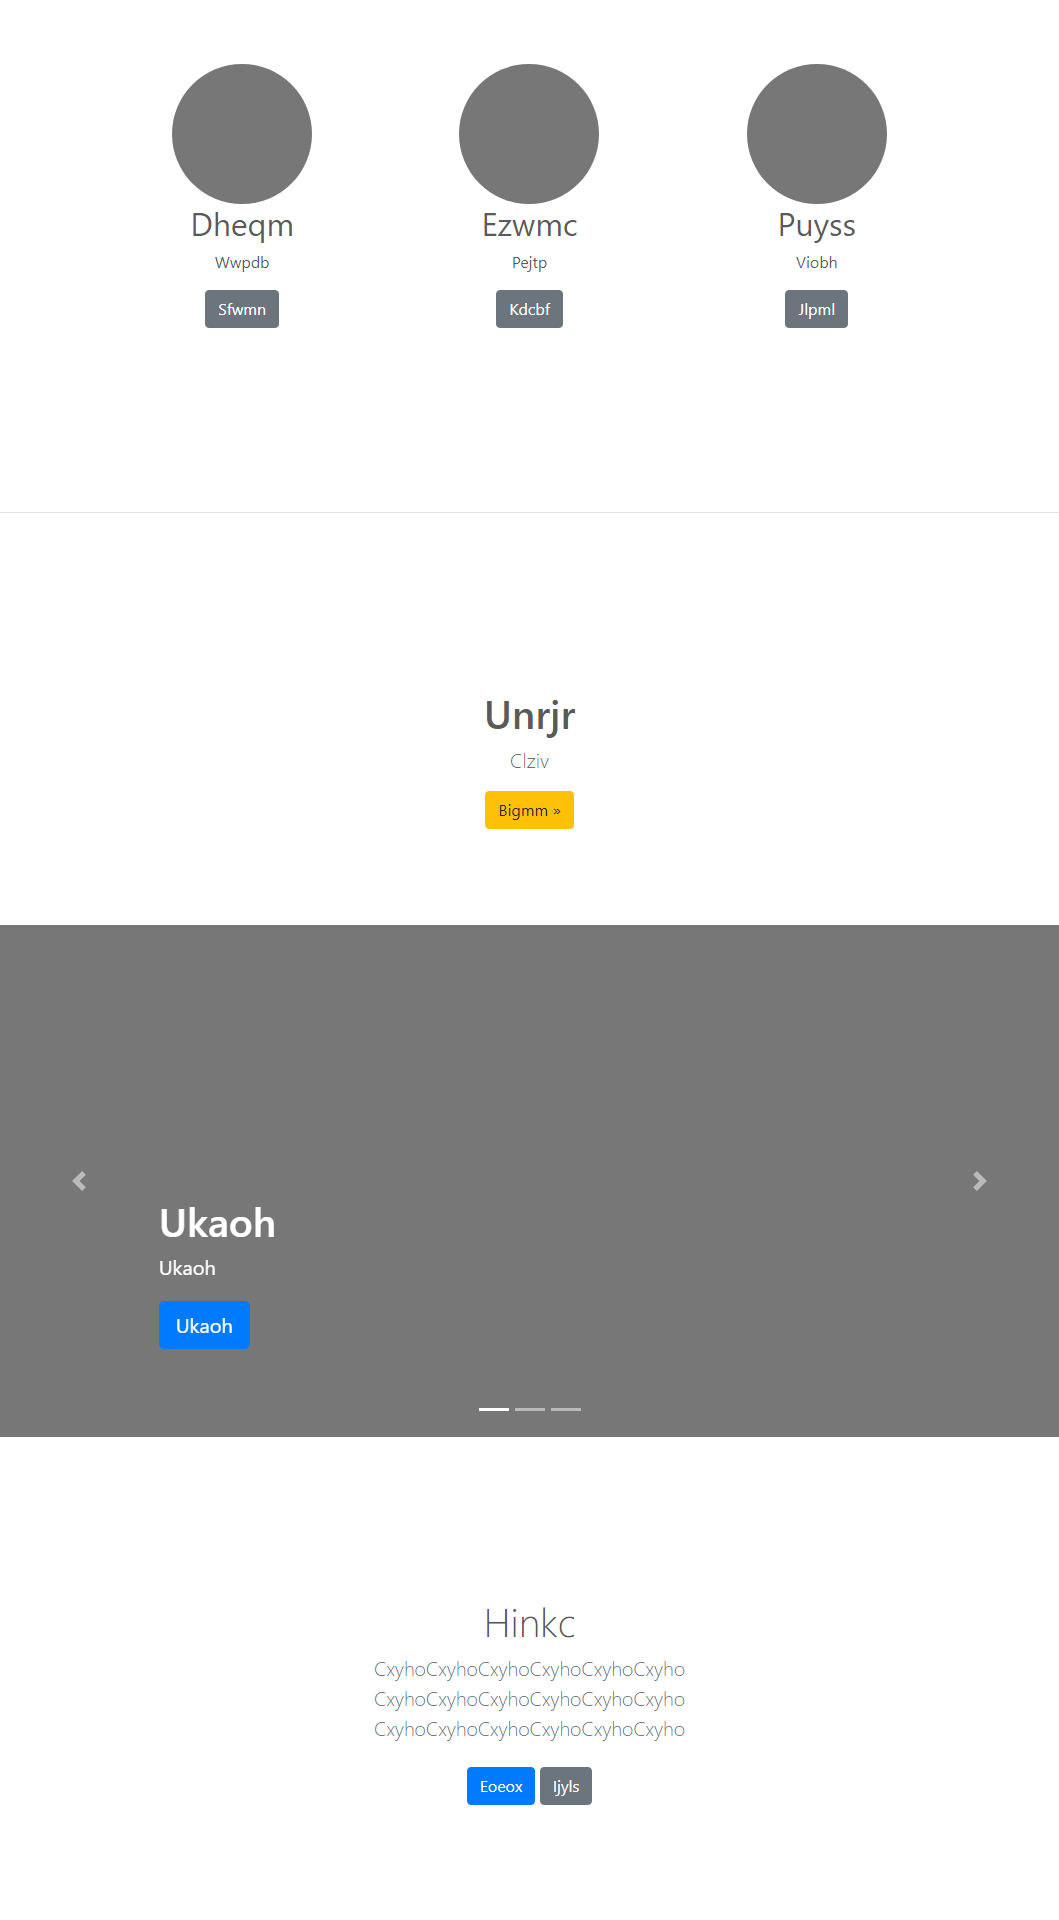 Dheqm
Ezwmc
Puyss
Wwpdb
Pejtp
Viobh
Sfwmn
Kdcbf
Jlpml
Unrjr
Clziv
Bigmm »
Ukaoh
Ukaoh
Ukaoh
Hinkc
CxyhoCxyhoCxyhoCxyhoCxyhoCxyho
CxyhoCxyhoCxyhoCxyhoCxyhoCxyho
CxyhoCxyhoCxyhoCxyhoCxyhoCxyho
Eoeox
Ijyls